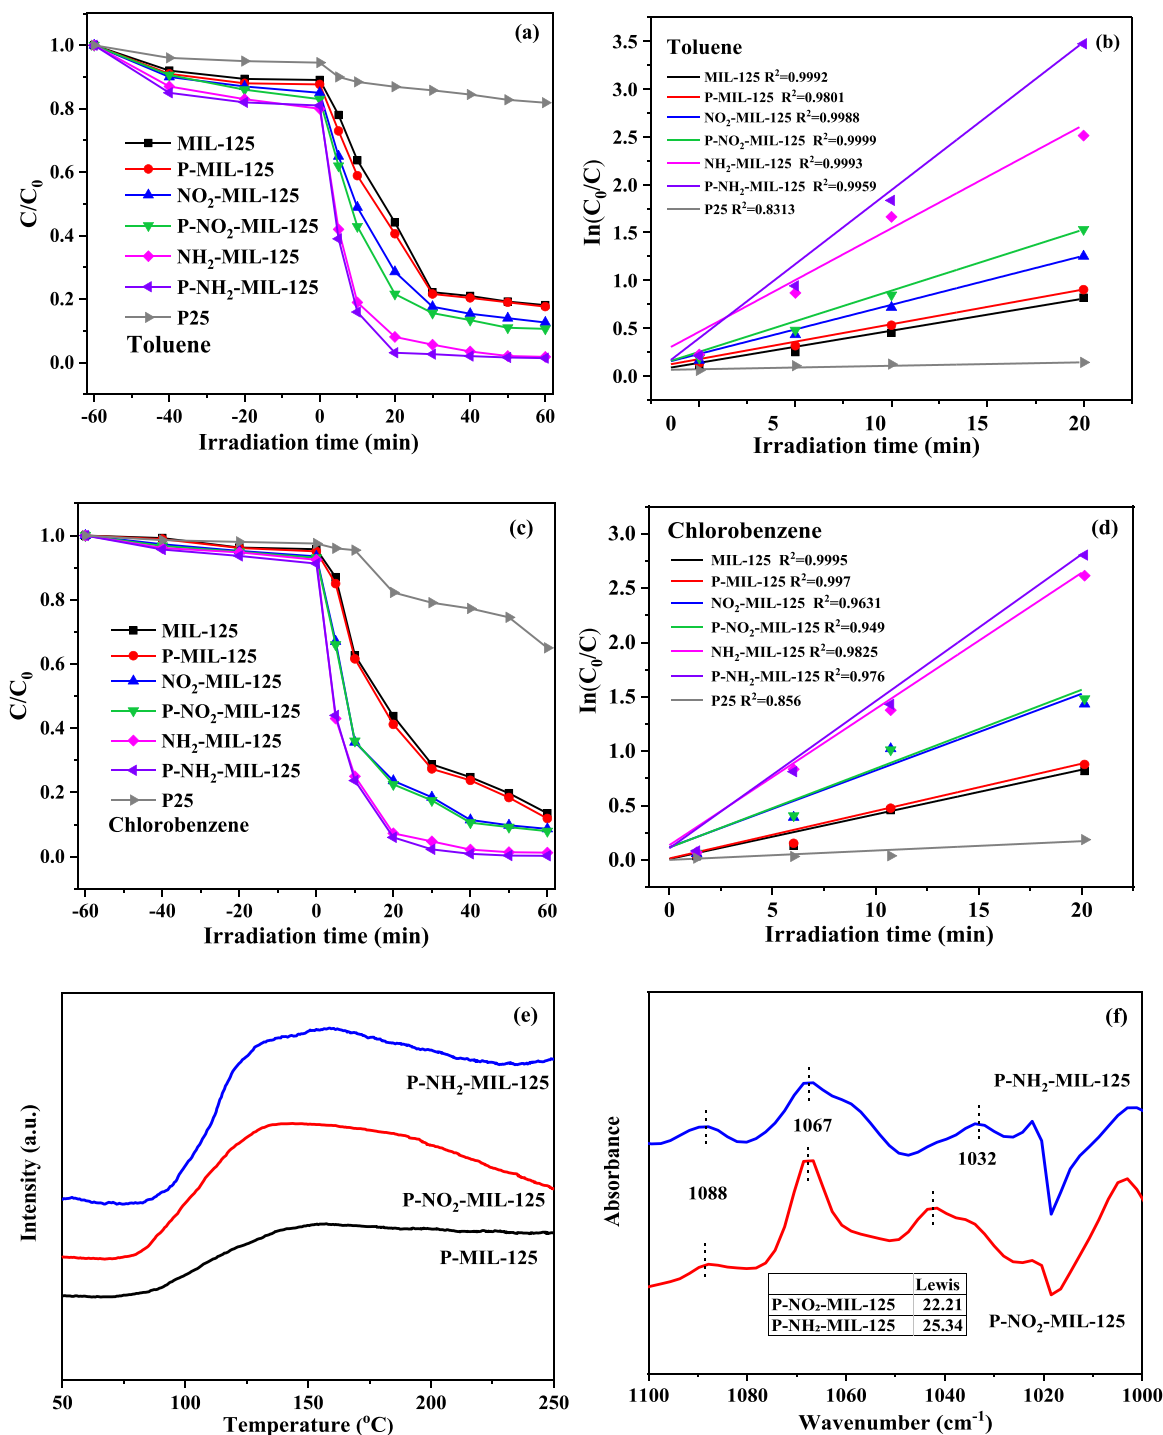 (a)
1.0
0.8
0.6
0.4
0.2
0.0
C/C0
MIL-125
P-MIL-125
NO2-MIL-125
P-NO2-MIL-125
NH2-MIL-125
P-NH2-MIL-125
P25
Toluene
-60 -40 -20 0 20 40 60
Irradiation time (min)
(b)
3.5
3.0
2.5
2.0
1.5
1.0
0.5
0.0
In(C0/C)
Toluene
MIL-125 R2=0.9992
P-MIL-125 R2=0.9801
NO2-MIL-125 R2=0.9988
P-NO2-MIL-125 R2=0.9999
NH2-MIL-125 R2=0.9993
P-NH2-MIL-125 R2=0.9959
P25 R2=0.8313
0 5 10 15 20
Irradiation time (min)
(c)
1.0
0.8
0.6
0.4
0.2
0.0
C/C0
MIL-125
P-MIL-125
NO2-MIL-125
P-NO2-MIL-125
NH2-MIL-125
P-NH2-MIL-125
P25
Chlorobenzene
-60 -40 -20 0 20 40 60
Irradiation time (min)
(d)
3.0
2.5
2.0
1.5
1.0
0.5
0.0
In(C0/C)
Chlorobenzene
MIL-125 R2=0.9995
P-MIL-125 R2=0.997
NO2-MIL-125 R2=0.9631
P-NO2-MIL-125 R2=0.949
NH2-MIL-125 R2=0.9825
P-NH2-MIL-125 R2=0.976
P25 R2=0.856
0 5 10 15 20
Irradiation time (min)
(e)
Intensity (a.u.)
P-NH2-MIL-125
P-NO2-MIL-125
P-MIL-125
50 100 150 200 250
Temperature (oC)
(f)
Absorbance
P-NH2-MIL-125
1067
1032
1088
Lewis
P-NO2-MIL-125 22.21
P-NH2-MIL-125 25.34
P-NO2-MIL-125
1100 1080 1060 1040 1020 1000
Wavenumber (cm-1)